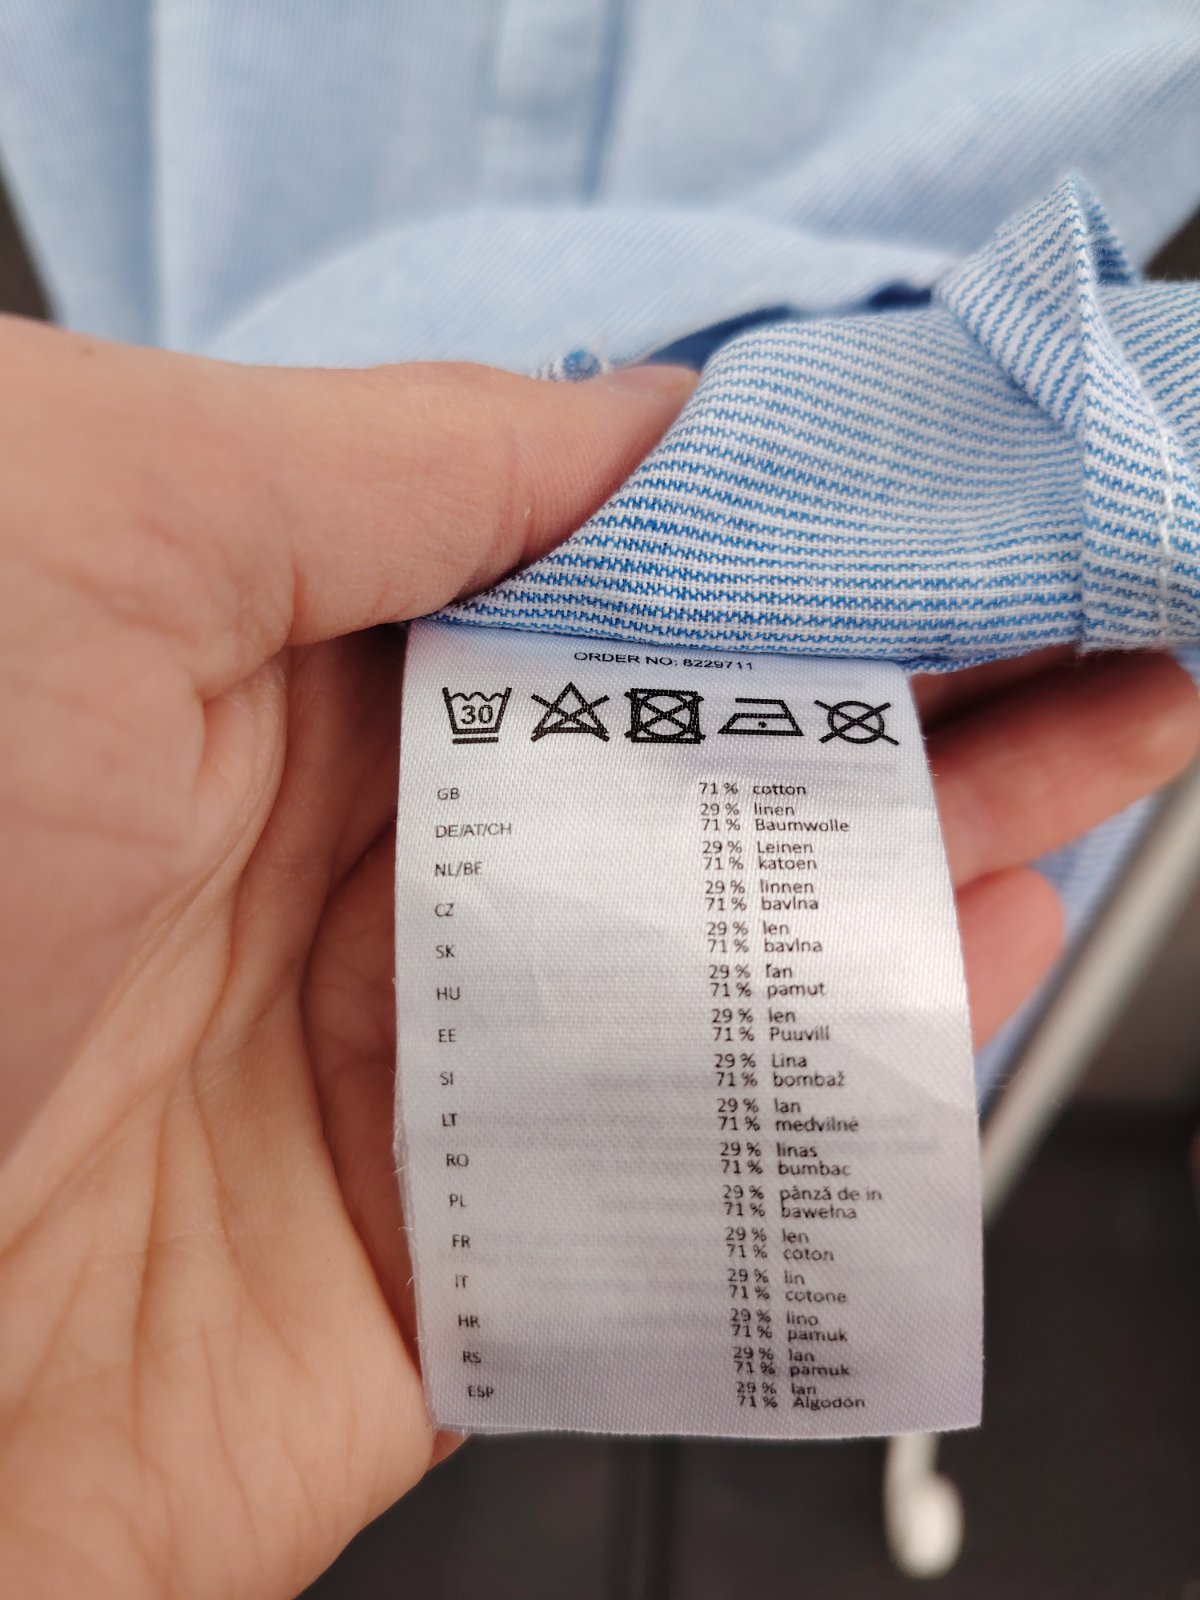 ORDER NO: 8229711
30
GB 71 % cotton
29 % linen
DE/AT/CH 71 % Baumwolle
29 % Leinen
NL/BE 71 % katoen
29 % linnen
CZ 71 % bavlna
29 % len
SK 71 % bavlna
29 % ľan
HU 71 % pamut
29 % len
EE 71 % Puuvill
29 % Lina
SI 71 % bombaž
29 % lan
LT 71 % medvilnė
29 % linas
RO 71 % bumbac
29 % pânză de in
PL 71 % bawełna
29 % len
FR 71 % coton
29 % lin
IT 71 % cotone
29 % lino
HR 71 % pamuk
29 % lan
RS 71 % pamuk
29 % lan
ESP 71 % Algodón